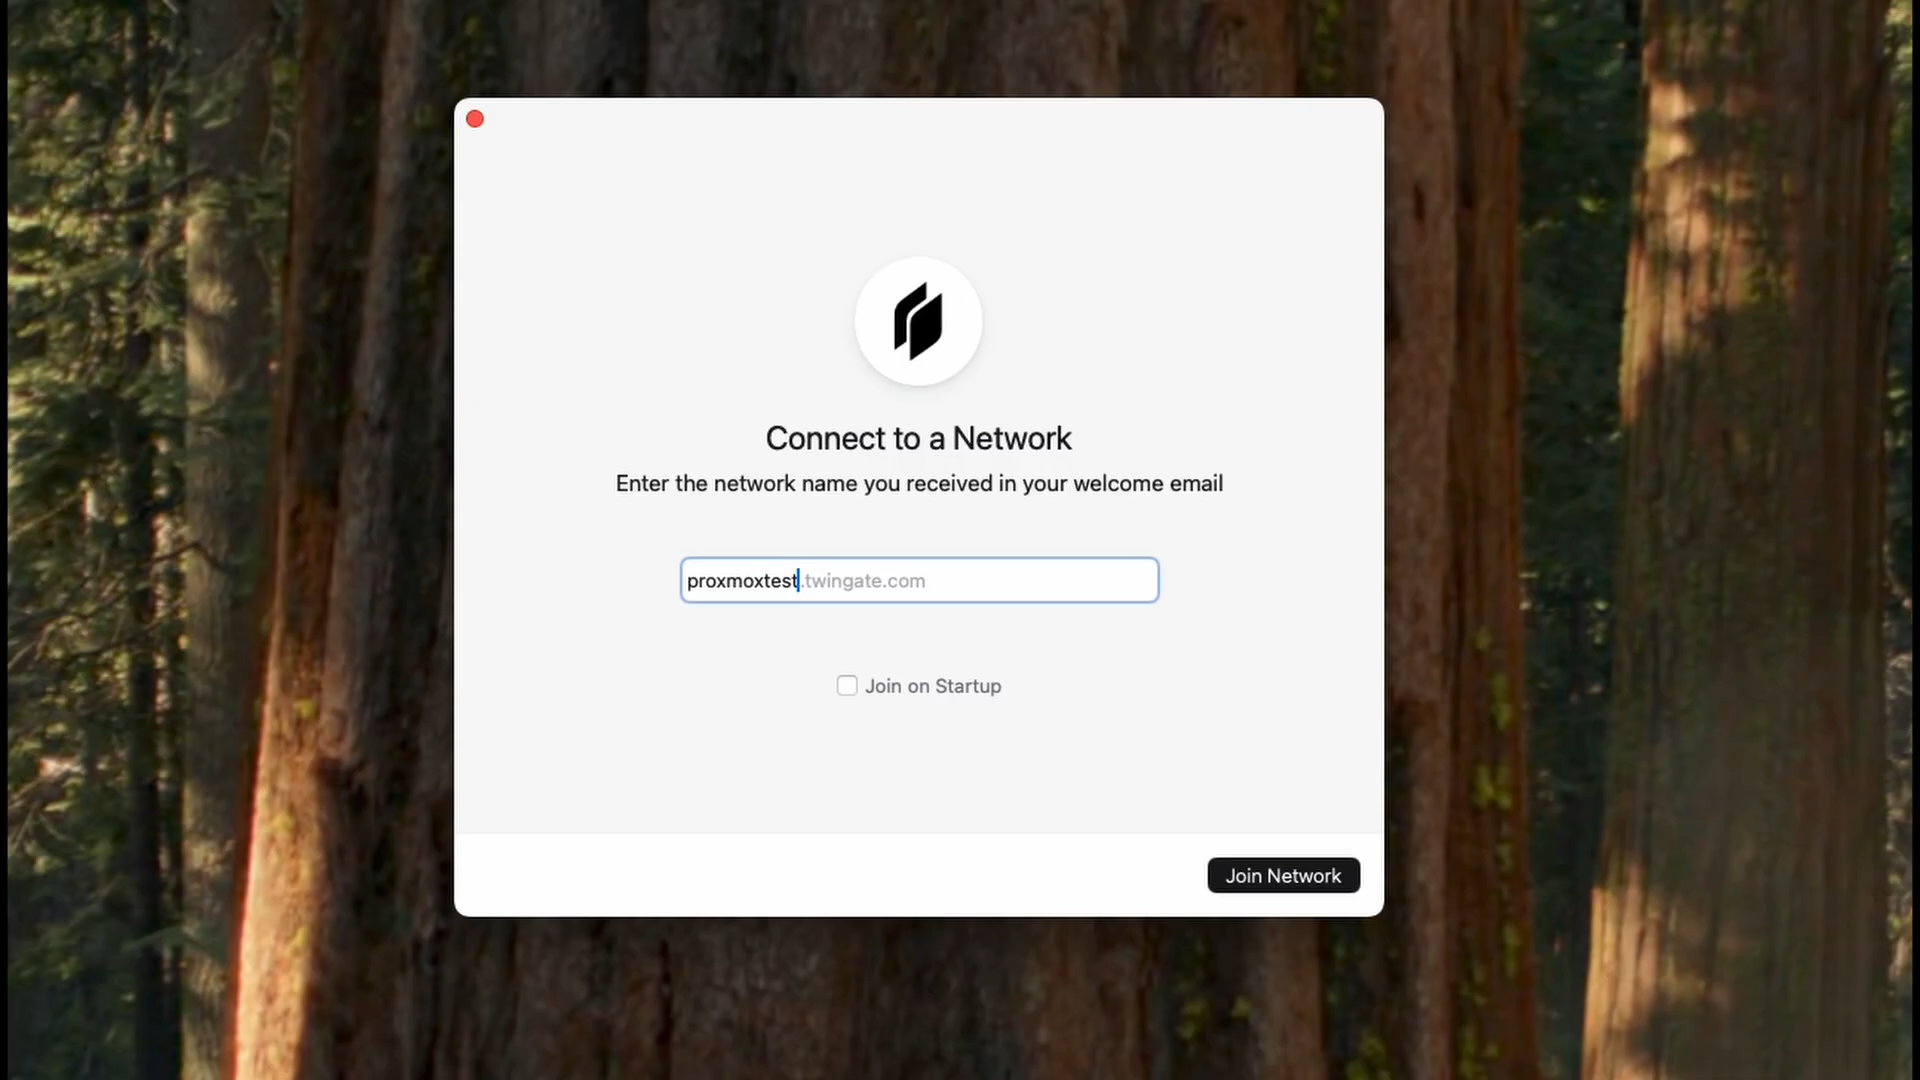 Connect to a Network
Enter the network name you received in your welcome email
proxmoxtest.twingate.com
Join on Startup
Join Network